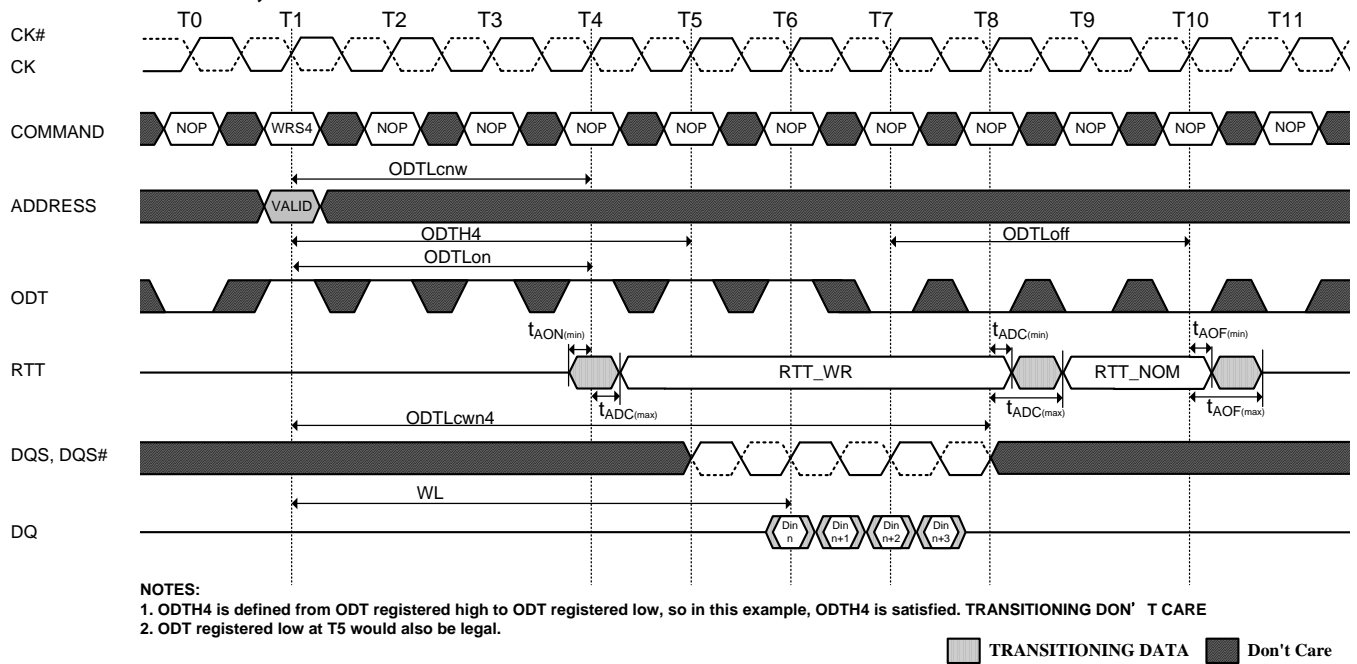 T0 T1 T2 T3 T4 T5 T6 T7 T8 T9 T10 T11
CK#
CK
COMMAND NOP WRS4 NOP NOP NOP NOP NOP NOP NOP NOP NOP NOP
ODTLcnw
ADDRESS VALID
ODTH4 ODTLoff
ODTLon
ODT
tAON(min) tADC(min) tAOF(min)
RTT RTT_WR RTT_NOM
tADC(max) tADC(max) tAOF(max)
ODTLcwn4
DQS, DQS#
WL
DQ Din n Din n+1 Din n+2 Din n+3
NOTES:
1. ODTH4 is defined from ODT registered high to ODT registered low, so in this example, ODTH4 is satisfied. TRANSITIONING DON' T CARE
2. ODT registered low at T5 would also be legal.
TRANSITIONING DATA Don't Care